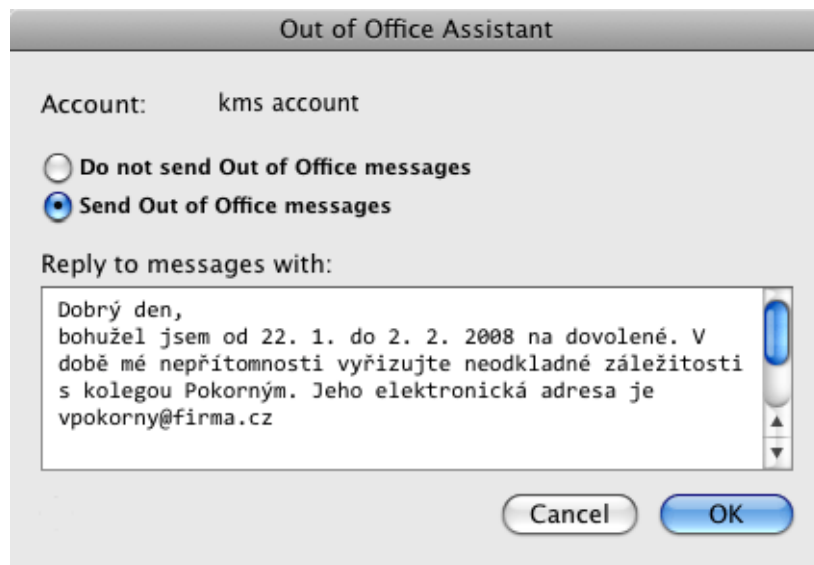 Out of Office Assistant
Account: kms account
Do not send Out of Office messages
Send Out of Office messages
Reply to messages with:
Dobrý den,
bohužel jsem od 22. 1. do 2. 2. 2008 na dovolené. V
době mé nepřítomnosti vyřizujte neodkladné záležitosti
s kolegou Pokorným. Jeho elektronická adresa je
vpokorny@firma.cz
Cancel OK